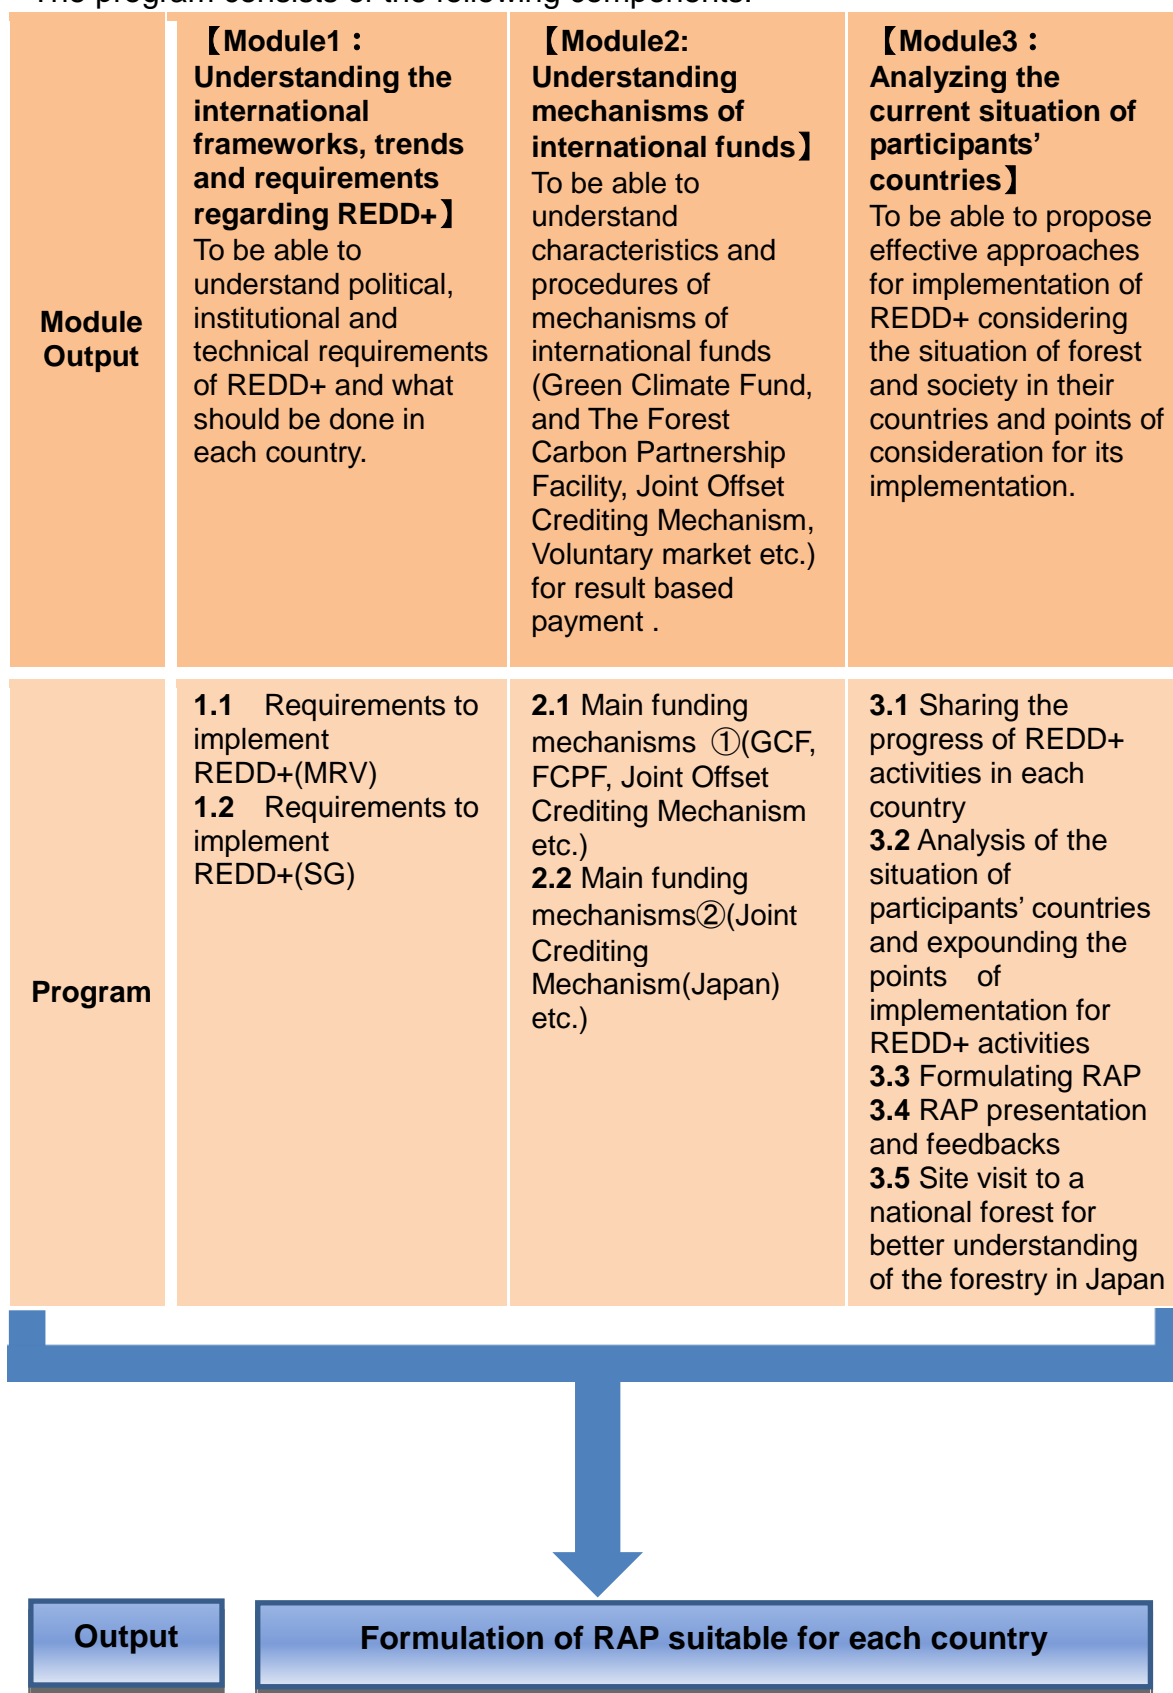 The program consists of the following components.
Module
Output
【Module1：
Understanding the
international
frameworks, trends
and requirements
regarding REDD+】
To be able to
understand political,
institutional and
technical requirements
of REDD+ and what
should be done in
each country.
【Module2:
Understanding
mechanisms of
international funds】
To be able to
understand
characteristics and
procedures of
mechanisms of
international funds
(Green Climate Fund,
and The Forest
Carbon Partnership
Facility, Joint Offset
Crediting Mechanism,
Voluntary market etc.)
for result based
payment .
【Module3：
Analyzing the
current situation of
participants’
countries】
To be able to propose
effective approaches
for implementation of
REDD+ considering
the situation of forest
and society in their
countries and points of
consideration for its
implementation.
Program
1.1 Requirements to
implement
REDD+(MRV)
1.2 Requirements to
implement
REDD+(SG)
2.1 Main funding
mechanisms ①(GCF,
FCPF, Joint Offset
Crediting Mechanism
etc.)
2.2 Main funding
mechanisms②(Joint
Crediting
Mechanism(Japan)
etc.)
3.1 Sharing the
progress of REDD+
activities in each
country
3.2 Analysis of the
situation of
participants’ countries
and expounding the
points of
implementation for
REDD+ activities
3.3 Formulating RAP
3.4 RAP presentation
and feedbacks
3.5 Site visit to a
national forest for
better understanding
of the forestry in Japan
Output
Formulation of RAP suitable for each country